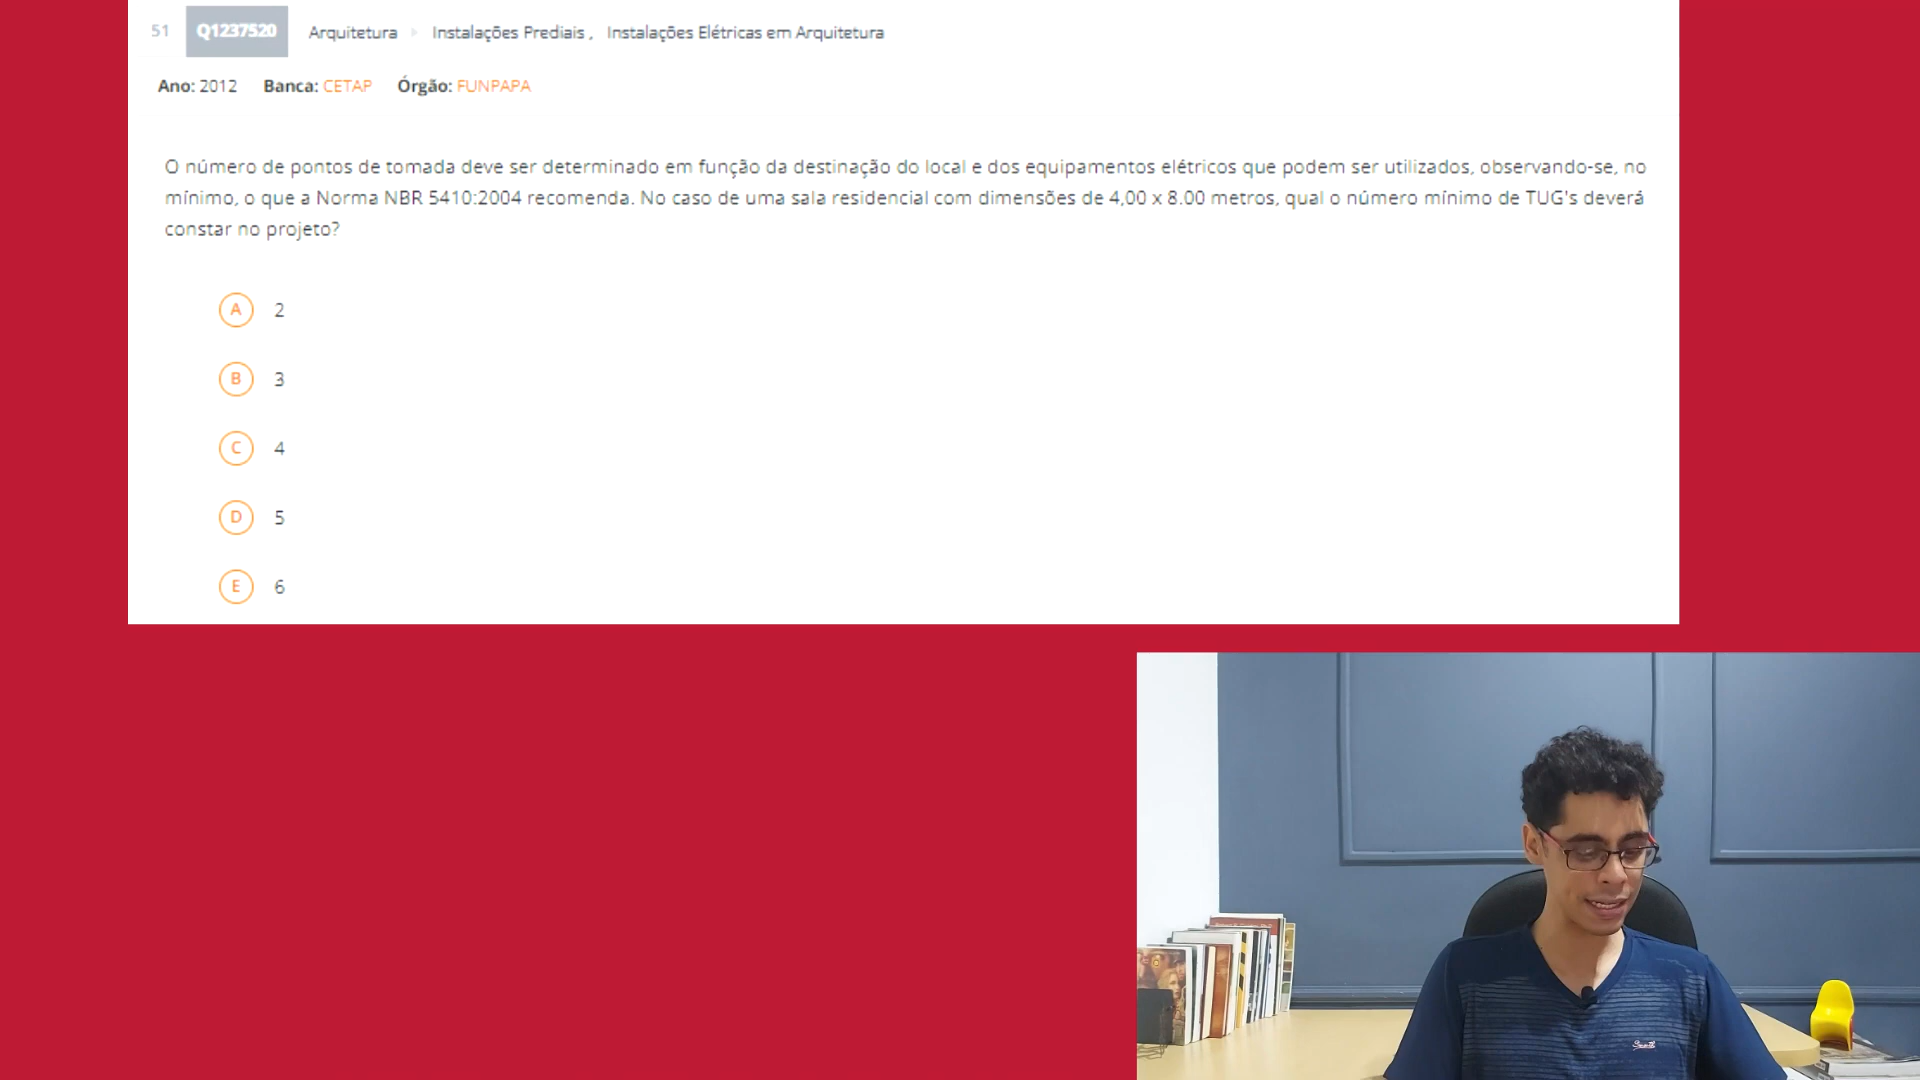 51 Q1237520 Arquitetura Instalações Prediais , Instalações Elétricas em Arquitetura
Ano: 2012 Banca: CETAP Órgão: FUNPAPA
O número de pontos de tomada deve ser determinado em função da destinação do local e dos equipamentos elétricos que podem ser utilizados, observando-se, no
mínimo, o que a Norma NBR 5410:2004 recomenda. No caso de uma sala residencial com dimensões de 4,00 x 8.00 metros, qual o número mínimo de TUG's deverá
constar no projeto?
A 2
B 3
C 4
D 5
E 6